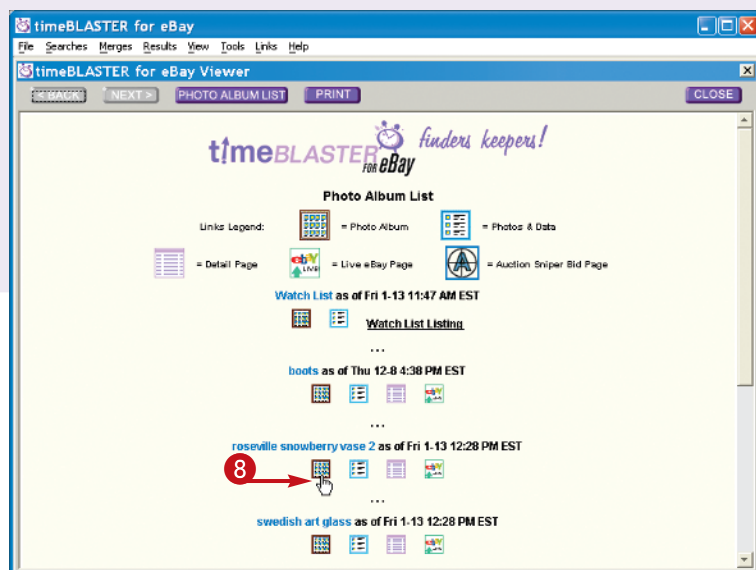 timeBLASTER for eBay
File Searches Merges Results View Tools Links Help
timeBLASTER for eBay Viewer
< BACK NEXT > PHOTO ALBUM LIST PRINT CLOSE
t!meBLASTER FOR eBay finders keepers!
Photo Album List
Links Legend: = Photo Album = Photos & Data
= Detail Page ebY LIVE! = Live eBay Page A = Auction Sniper Bid Page
Watch List as of Fri 1-13 11:47 AM EST
Watch List Listing
...
boots as of Thu 12-8 4:38 PM EST
...
roseville snowberry vase 2 as of Fri 1-13 12:28 PM EST
8
...
swedish art glass as of Fri 1-13 12:28 PM EST